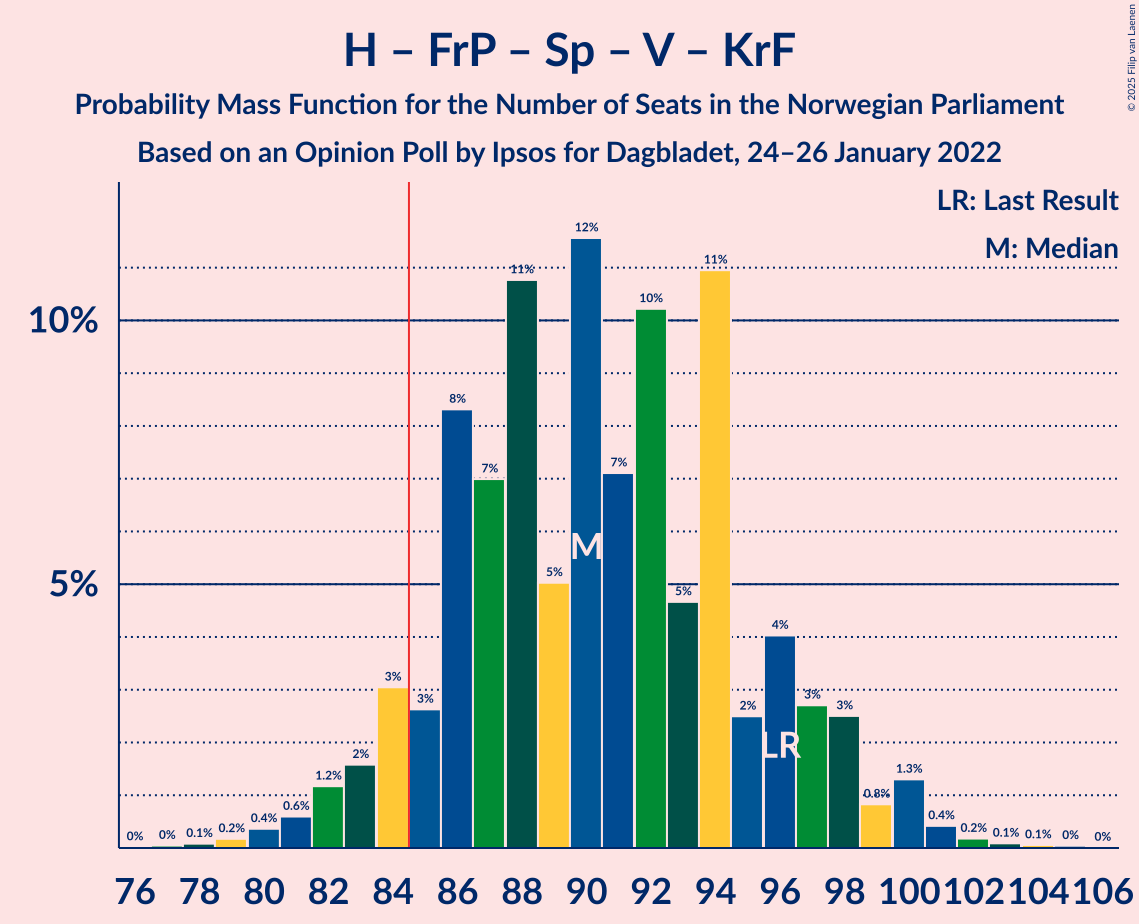 H – FrP – Sp – V – KrF
Probability Mass Function for the Number of Seats in the Norwegian Parliament
Based on an Opinion Poll by Ipsos for Dagbladet, 24–26 January 2022
© 2025 Filip van Laenen
LR: Last Result
M: Median
10%
5%
0% 0% 0.1% 0.2% 0.4% 0.6% 1.2% 2% 3% 3% 8% 7% 11% 5% 12% 7% 10% 5% 11% 2% 4% 3% 3% 0.8% 1.3% 0.4% 0.2% 0.1% 0.1% 0% 0%
M
LR
76 78 80 82 84 86 88 90 92 94 96 98 100 102 104 106